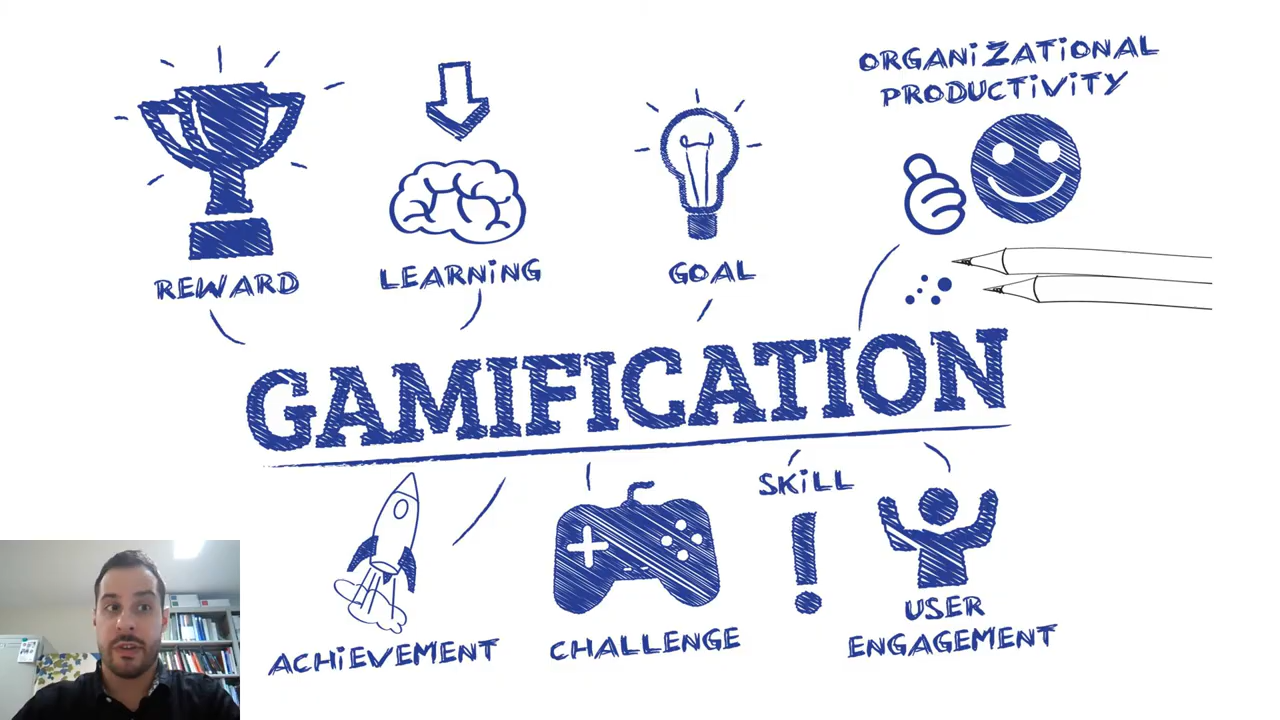 ORGANiZATiONAL
PRODUCTiViTY
REWARD
LEARNiNG
GOAL
GAMIFICATION
SKiLL
ACHiEVEMENT
CHALLENGE
USER
ENGAGEMENT